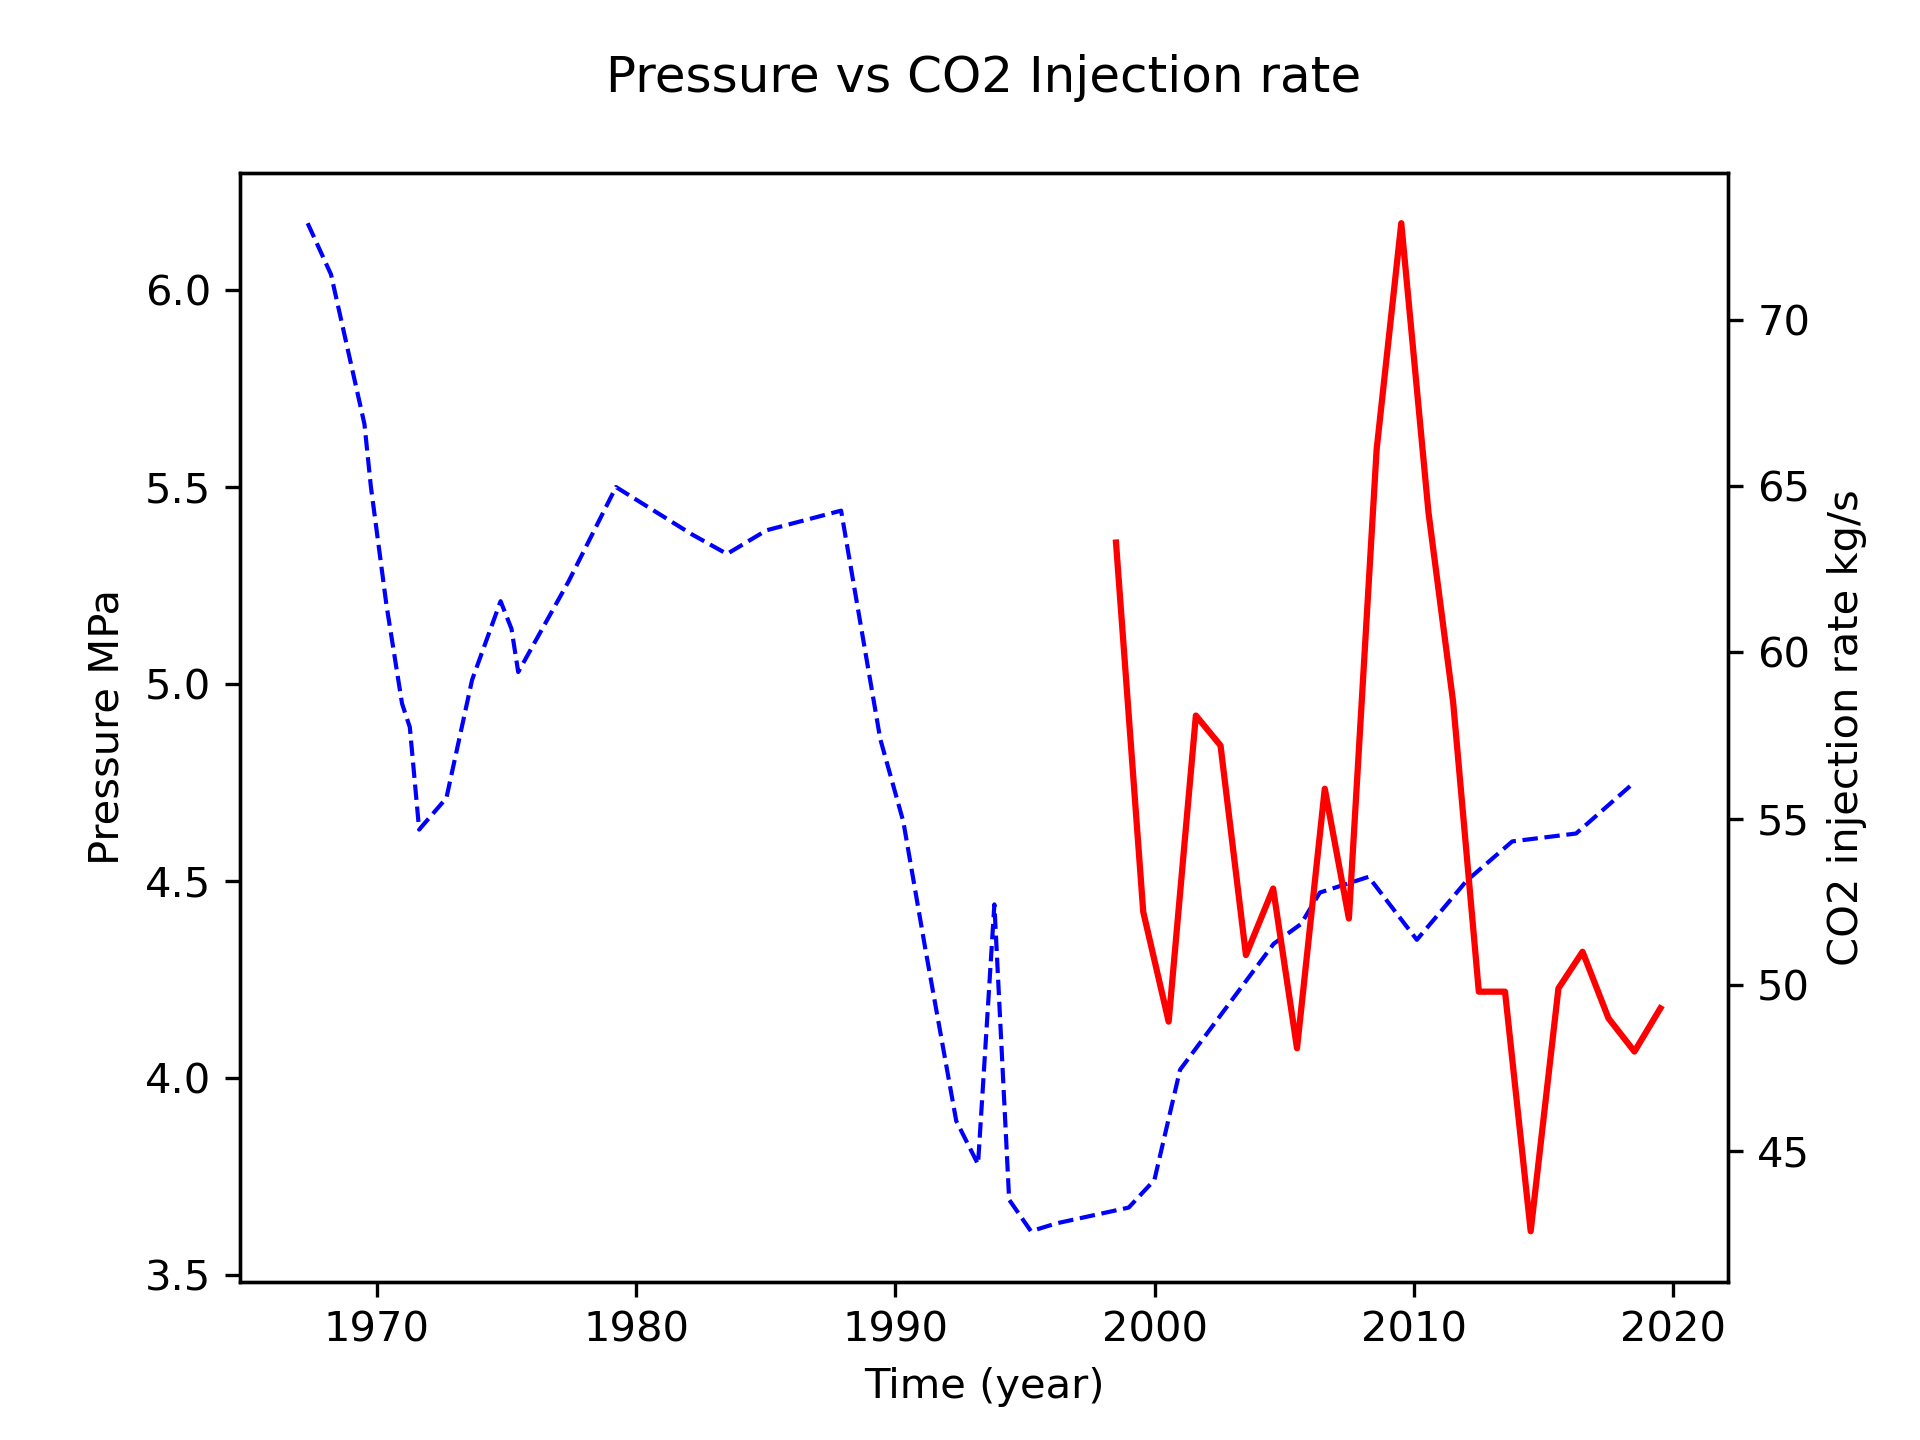 Pressure vs CO2 Injection rate
6.0
5.5
5.0
4.5
4.0
3.5
Pressure MPa
70
65
60
55
50
45
CO2 injection rate kg/s
1970 1980 1990 2000 2010 2020
Time (year)